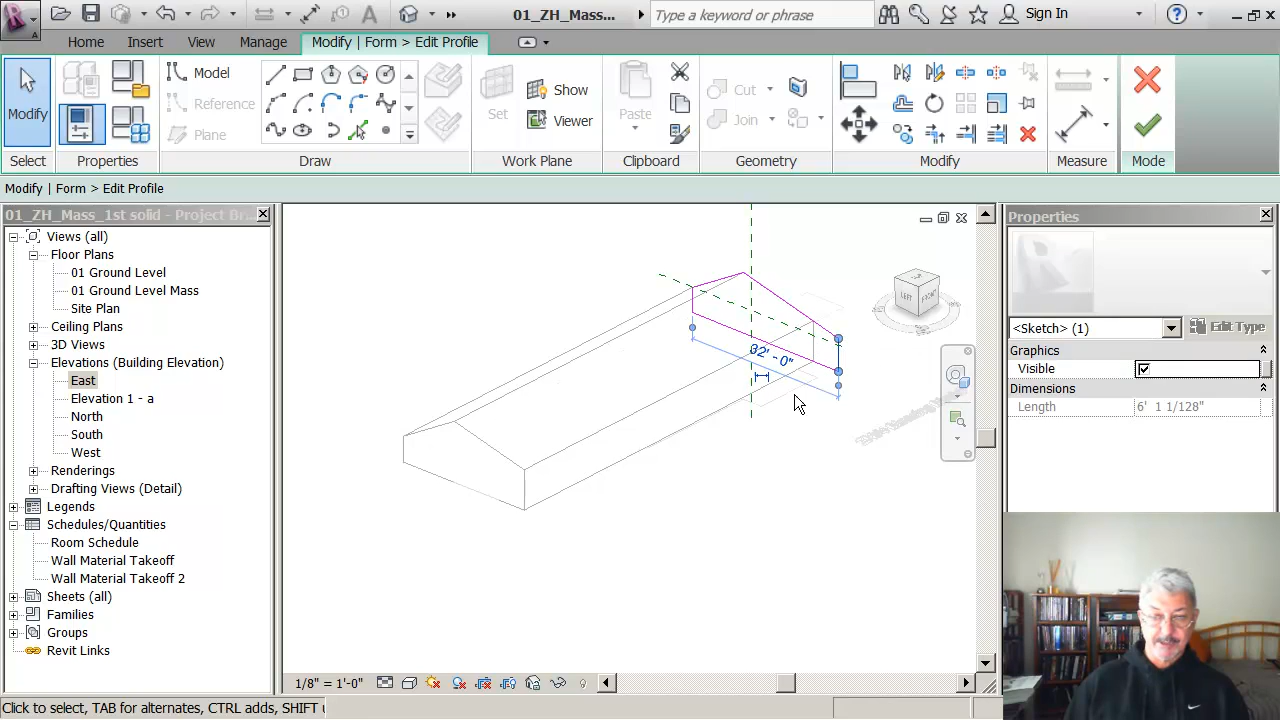 01_ZH_Mass...
Type a keyword or phrase
Sign In
Home
Insert
View
Manage
Modify | Form > Edit Profile
Modify
Select
Properties
Model
Reference
Plane
Draw
Set
Show
Viewer
Work Plane
Paste
Clipboard
Cut
Join
Geometry
Modify
Measure
Mode
Modify | Form > Edit Profile
01_ZH_Mass_1st solid - Project Br...
Views (all)
Floor Plans
01 Ground Level
01 Ground Level Mass
Site Plan
Ceiling Plans
3D Views
Elevations (Building Elevation)
East
Elevation 1 - a
North
South
West
Renderings
Drafting Views (Detail)
Legends
Schedules/Quantities
Room Schedule
Wall Material Takeoff
Wall Material Takeoff 2
Sheets (all)
Families
Groups
Revit Links
32' - 0"
LEFT
FRONT
Properties
<Sketch> (1)
Edit Type
Graphics
Visible
Dimensions
Length
6' 1 1/128"
1/8" = 1'-0"
Click to select, TAB for alternates, CTRL adds, SHIFT u